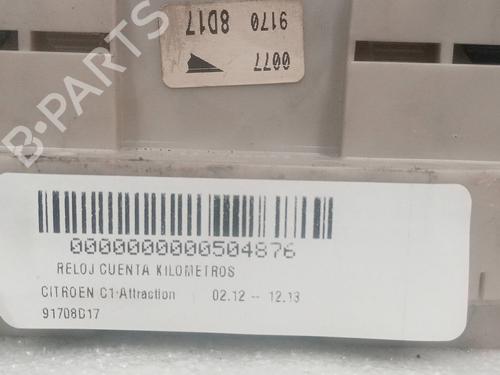 0077
9170 8D17
B-PARTS
0000000000504876
RELOJ CUENTA KILOMETROS
CITROEN C1 Attraction 02.12 -- 12.13
91708D17